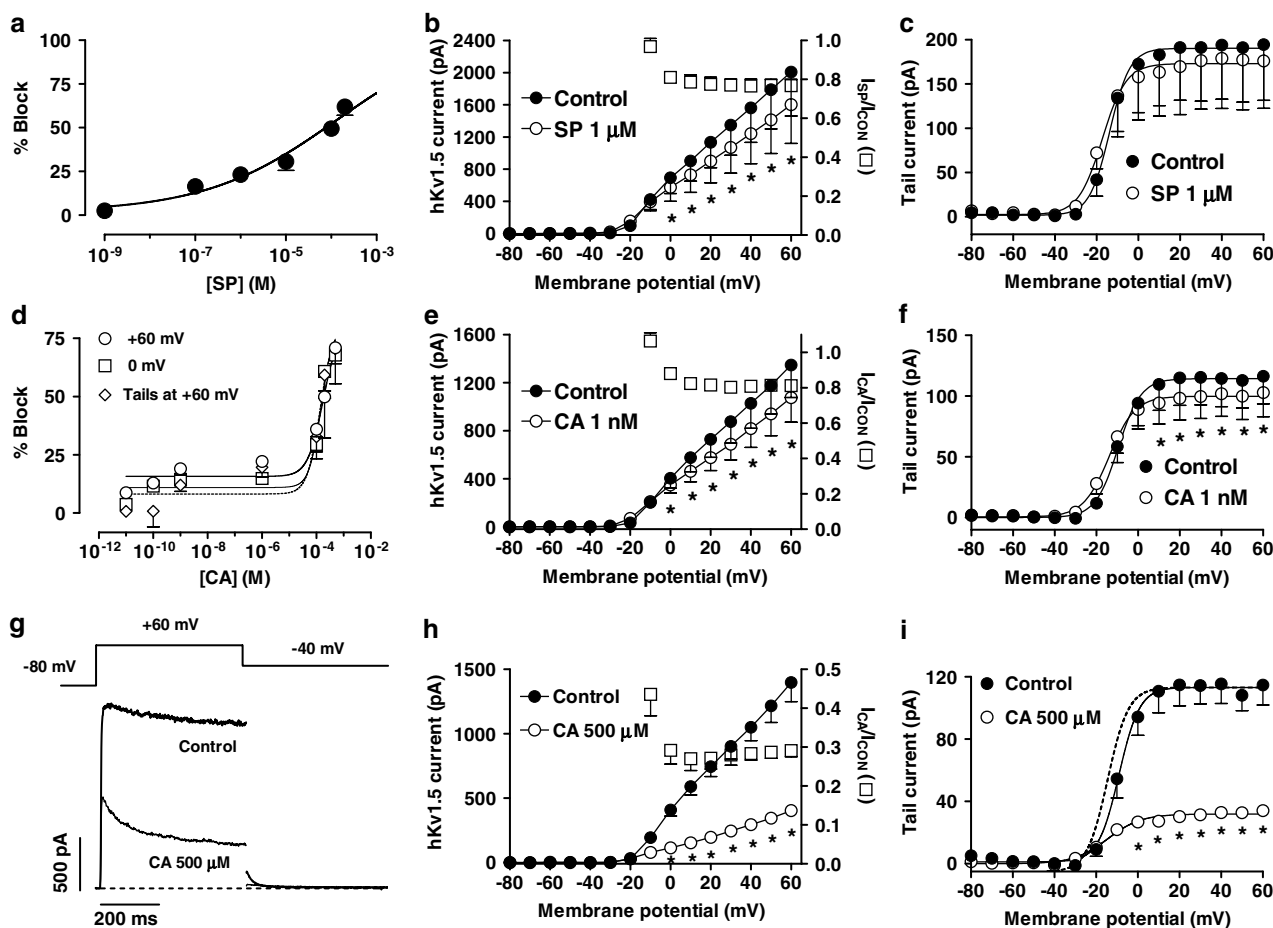 a
% Block
100
75
50
25
0
10-9
10-7
10-5
10-3
[SP] (M)
b
hKv1.5 current (pA)
2400
2000
1600
1200
800
400
0
Control
SP 1 μM
* * * * * * *
1.0
0.8
0.6
0.4
0.2
0.0
ISP/ICON (□)
-80 -60 -40 -20 0 20 40 60
Membrane potential (mV)
c
Tail current (pA)
200
150
100
50
0
Control
SP 1 μM
-80 -60 -40 -20 0 20 40 60
Membrane potential (mV)
d
% Block
75
50
25
0
+60 mV
0 mV
Tails at +60 mV
10-12
10-10
10-8
10-6
10-4
10-2
[CA] (M)
e
hKv1.5 current (pA)
1600
1200
800
400
0
Control
CA 1 nM
* * * * * * *
1.0
0.8
0.6
0.4
0.2
0.0
ICA/ICON (□)
-80 -60 -40 -20 0 20 40 60
Membrane potential (mV)
f
Tail current (pA)
150
100
50
0
* * * * * *
Control
CA 1 nM
-80 -60 -40 -20 0 20 40 60
Membrane potential (mV)
g
+60 mV
-80 mV
-40 mV
Control
CA 500 μM
500 pA
200 ms
h
hKv1.5 current (pA)
1500
1000
500
0
Control
CA 500 μM
* * * * * * *
0.5
0.4
0.3
0.2
0.1
0.0
ICA/ICON (□)
-80 -60 -40 -20 0 20 40 60
Membrane potential (mV)
i
Tail current (pA)
120
80
40
0
Control
CA 500 μM
* * * * * * *
-80 -60 -40 -20 0 20 40 60
Membrane potential (mV)